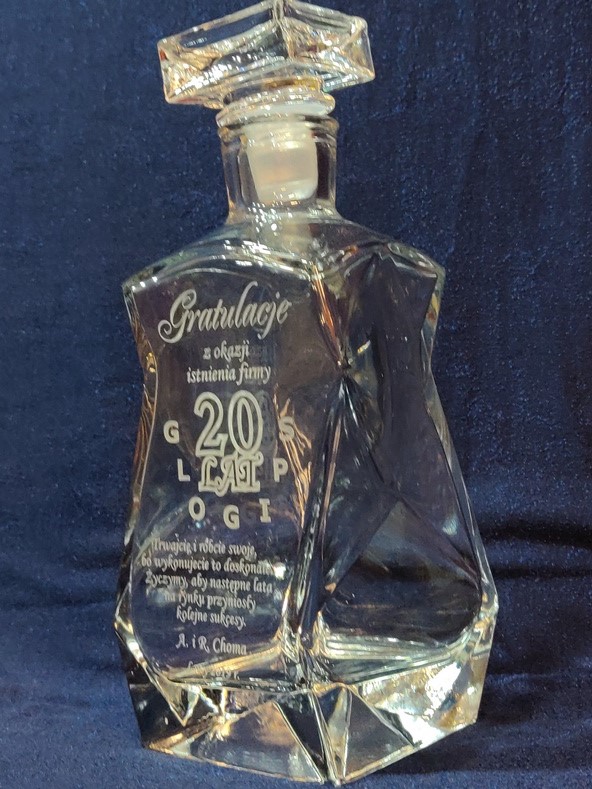 Gratulacje
z okazji
istnienia firmy
20
G S
LAT
L P
O G I
Trwajcie i róbcie swoje,
bo wykonujecie to doskonale.
Życzymy, aby następne lata
na rynku przyniosły
kolejne sukcesy.
A. i R. Choma